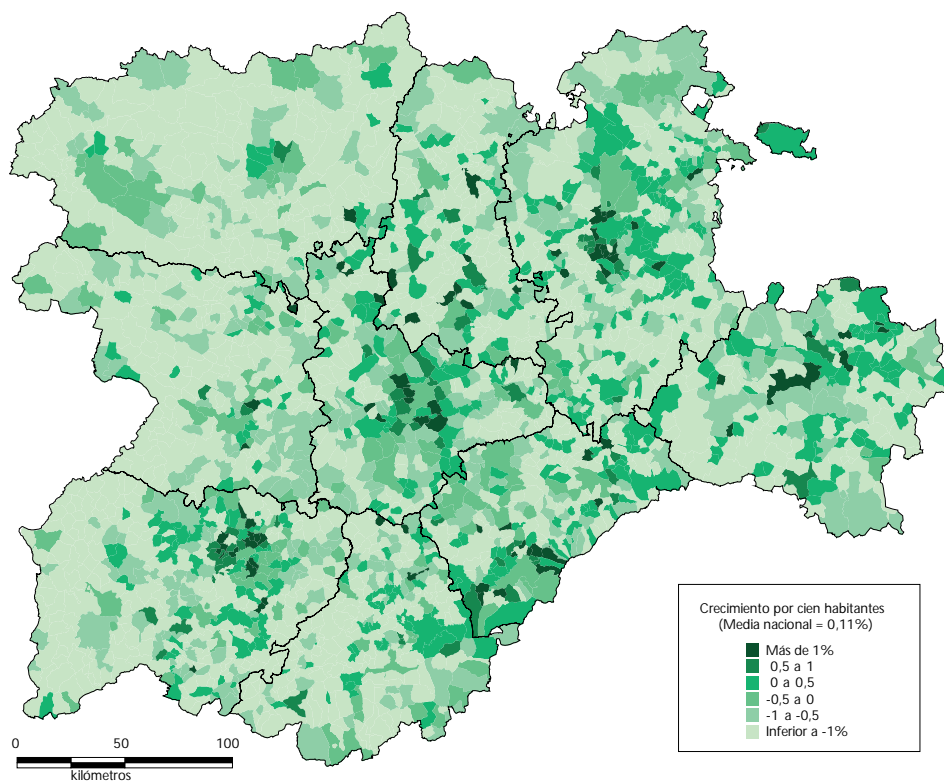 Crecimiento por cien habitantes
(Media nacional = 0,11%)
Más de 1%
0,5 a 1
0 a 0,5
-0,5 a 0
-1 a -0,5
Inferior a -1%
0 50 100
kilómetros